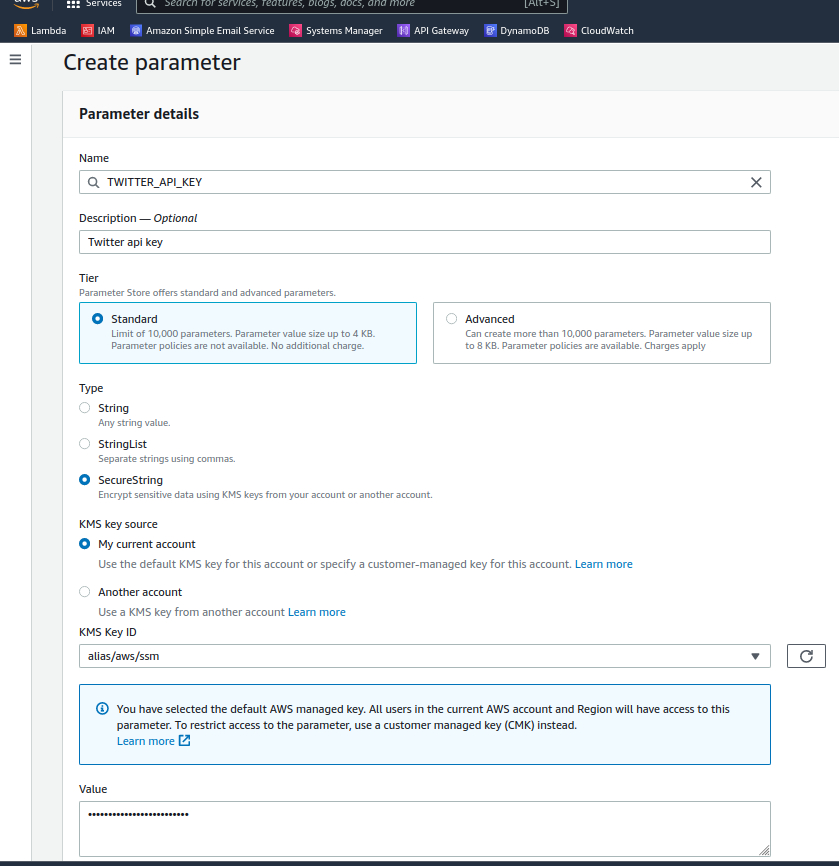 aws
Services
Search for services, features, blogs, docs, and more
[Alt+S]
Lambda
IAM
Amazon Simple Email Service
Systems Manager
API Gateway
DynamoDB
CloudWatch
Create parameter
Parameter details
Name
TWITTER_API_KEY
Description — Optional
Twitter api key
Tier
Parameter Store offers standard and advanced parameters.
Standard
Limit of 10,000 parameters. Parameter value size up to 4 KB.
Parameter policies are not available. No additional charge.
Advanced
Can create more than 10,000 parameters. Parameter value size up
to 8 KB. Parameter policies are available. Charges apply
Type
String
Any string value.
StringList
Separate strings using commas.
SecureString
Encrypt sensitive data using KMS keys from your account or another account.
KMS key source
My current account
Use the default KMS key for this account or specify a customer-managed key for this account. Learn more
Another account
Use a KMS key from another account Learn more
KMS Key ID
alias/aws/ssm
You have selected the default AWS managed key. All users in the current AWS account and Region will have access to this
parameter. To restrict access to the parameter, use a customer managed key (CMK) instead.
Learn more
Value
•••••••••••••••••••••••••